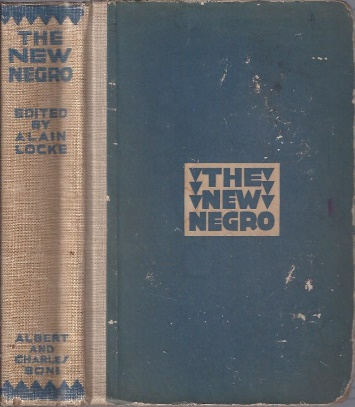 THE
NEW
NEGRO
EDITED
BY
ALAIN
LOCKE
ALBERT
AND
CHARLES
BONI
THE
NEW
NEGRO